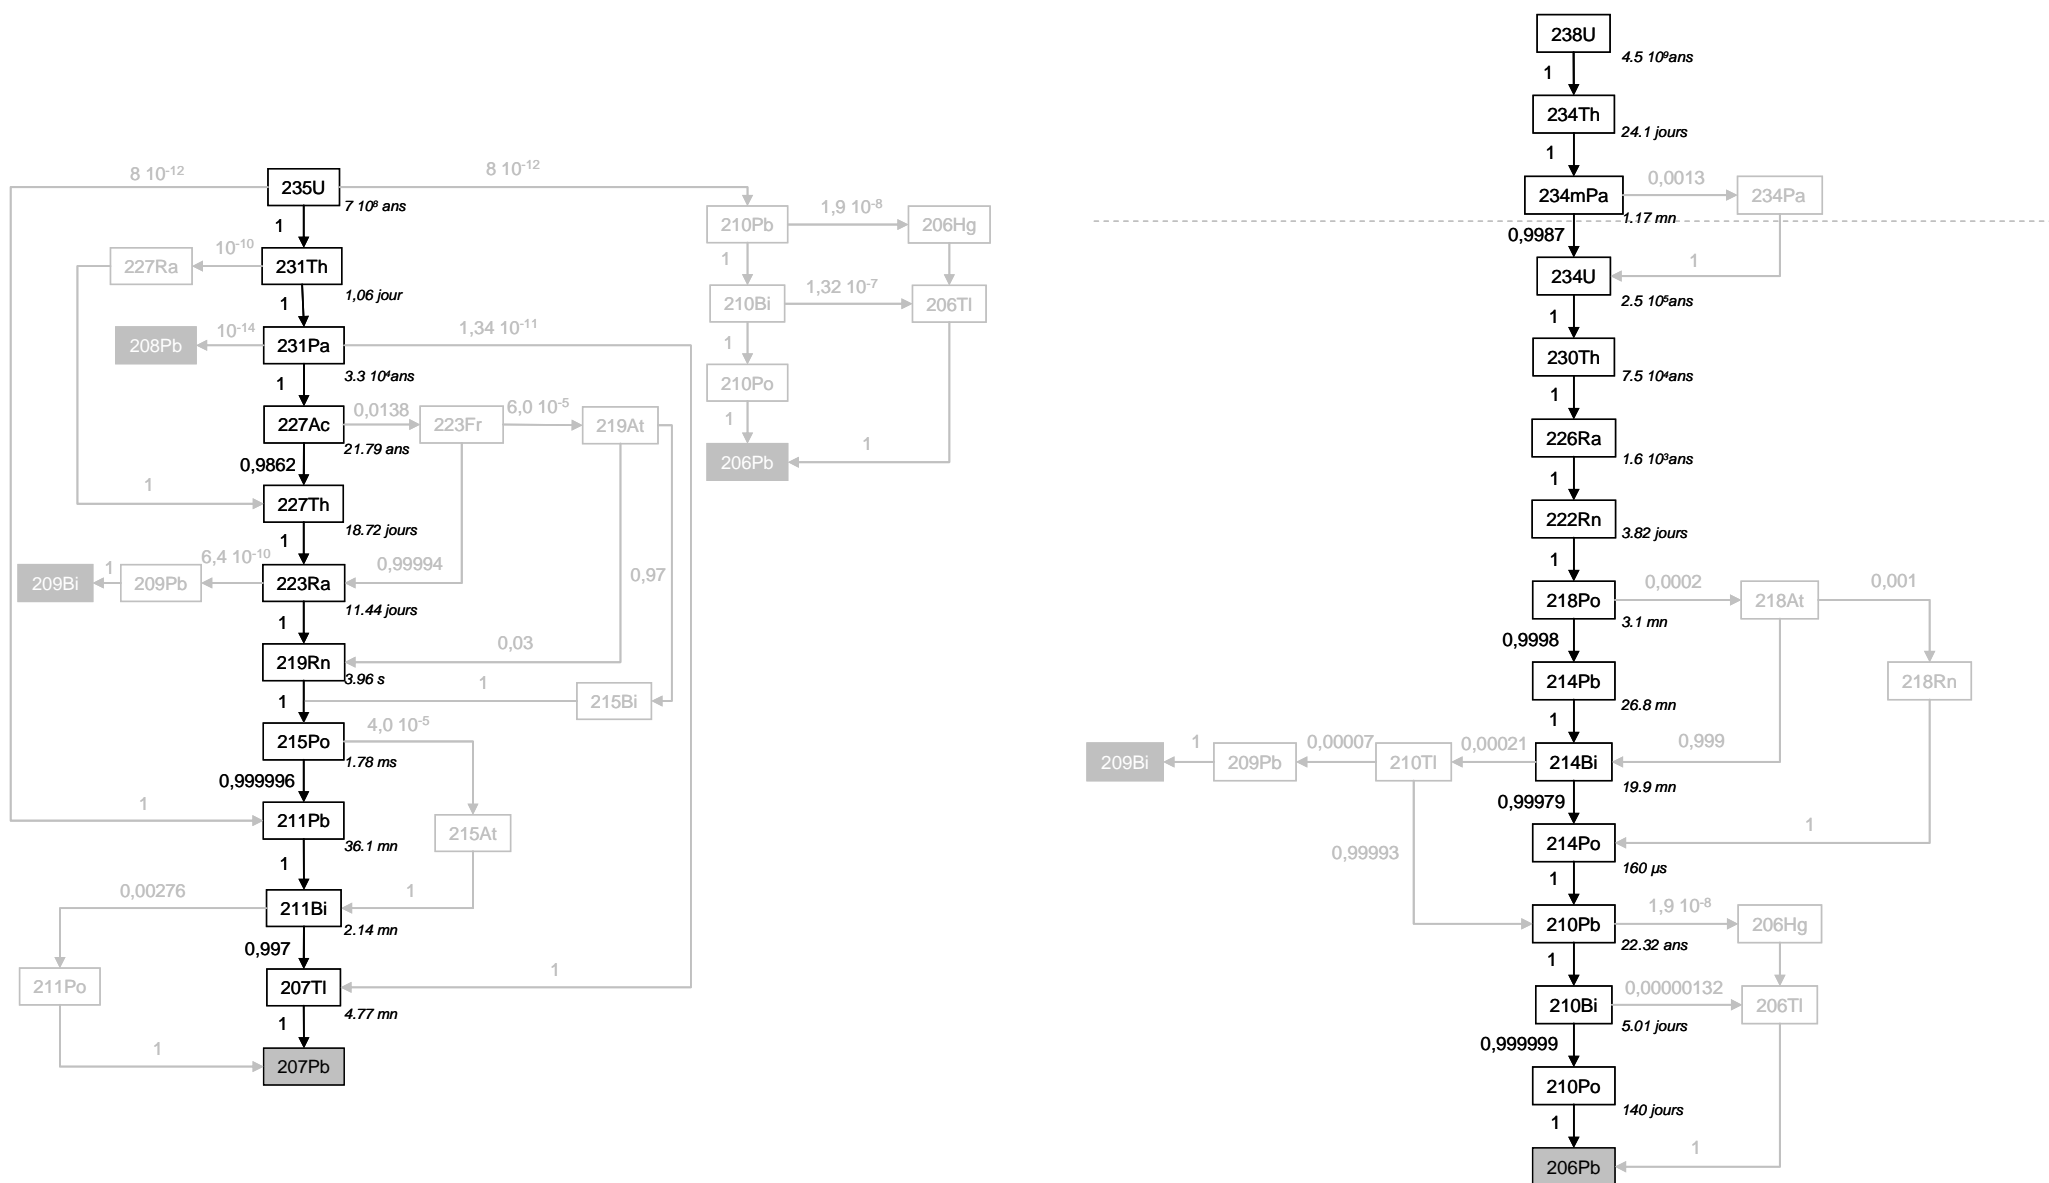 8 10⁻¹²
235U
8 10⁻¹²
7 10⁸ ans
1
210Pb
1,9 10⁻⁸
206Hg
227Ra
10⁻¹⁰
231Th
1
1,06 jour
1
210Bi
1,32 10⁻⁷
206Tl
208Pb
10⁻¹⁴
231Pa
1,34 10⁻¹¹
1
3.3 10⁴ans
1
210Po
227Ac
0,0138
223Fr
6,0 10⁻⁵
219At
1
21.79 ans
0,9862
206Pb
1
1
227Th
18.72 jours
1
209Bi
1
209Pb
6,4 10⁻¹⁰
223Ra
0,99994
0,97
11.44 jours
1
219Rn
0,03
3.96 s
1
1
215Bi
215Po
4,0 10⁻⁵
1.78 ms
0,999996
1
211Pb
215At
36.1 mn
1
0,00276
211Bi
1
2.14 mn
0,997
211Po
207Tl
1
4.77 mn
1
1
207Pb
238U
4.5 10⁹ans
1
234Th
24.1 jours
1
234mPa
0,0013
234Pa
1.17 mn
0,9987
234U
1
2.5 10⁵ans
1
230Th
7.5 10⁴ans
1
226Ra
1.6 10³ans
1
222Rn
3.82 jours
1
218Po
0,0002
218At
0,001
3.1 mn
0,9998
214Pb
218Rn
26.8 mn
1
209Bi
1
209Pb
0,00007
210Tl
0,00021
214Bi
0,999
19.9 mn
0,99979
0,99993
214Po
1
160 µs
1
210Pb
1,9 10⁻⁸
206Hg
22.32 ans
1
210Bi
0,00000132
206Tl
5.01 jours
0,999999
210Po
140 jours
1
206Pb
1